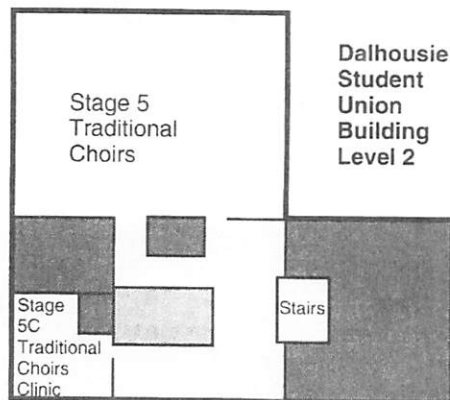 Stage 5
Traditional
Choirs
Dalhousie
Student
Union
Building
Level 2
Stairs
Stage
5C
Traditional
Choirs
Clinic